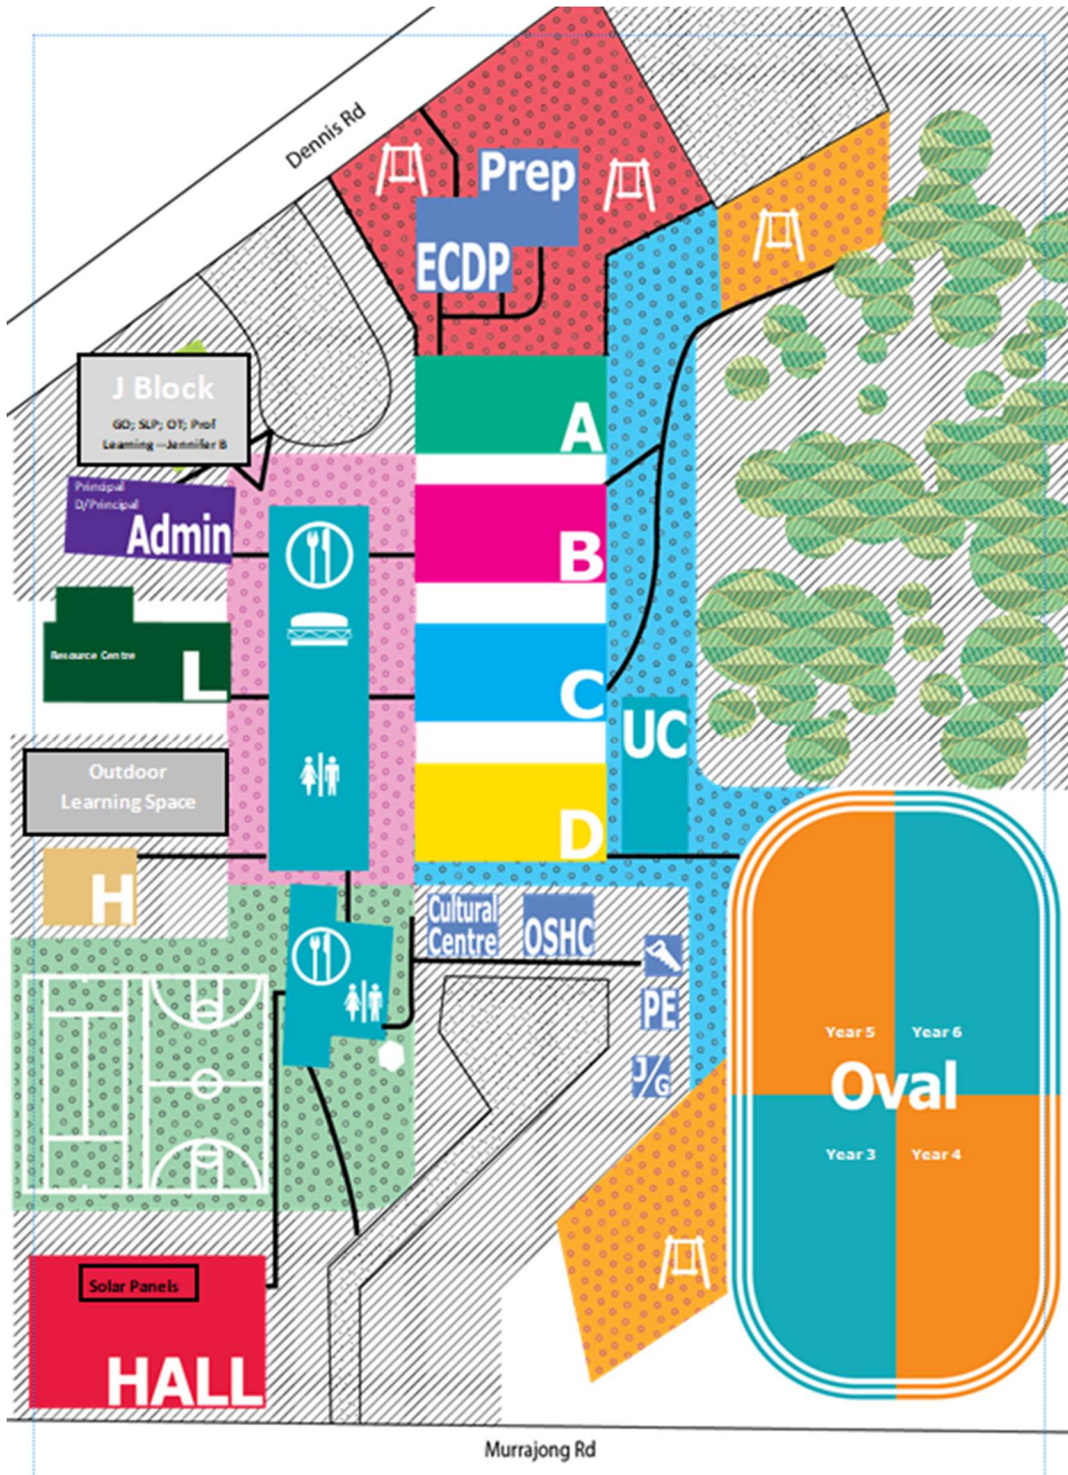 Dennis Rd
Prep
ECDP
J Block
GO; SLP; OT; Prof
Learning --Jennifer B
A
Principal
D/Principal
Admin
B
Resource Centre
L
C
UC
Outdoor
Learning Space
D
H
Cultural
Centre
OSHC
PE
J/G
Year 5
Year 6
Oval
Year 3
Year 4
Solar Panels
HALL
Murrajong Rd